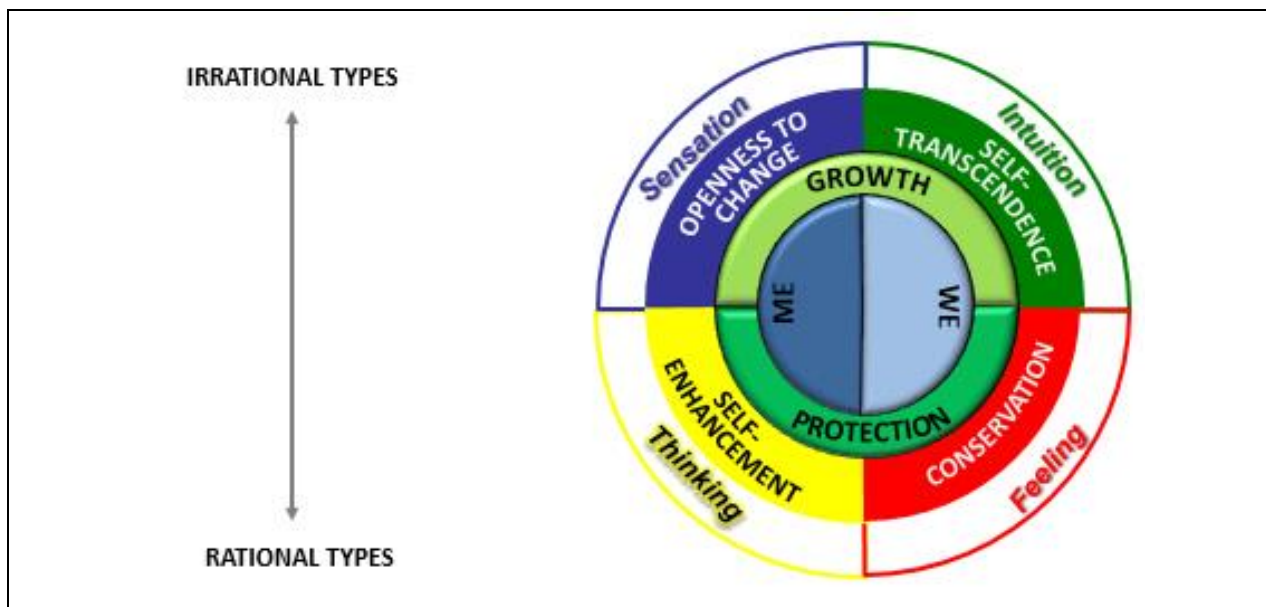 IRRATIONAL TYPES
RATIONAL TYPES
Sensation
Intuition
OPENNESS TO
CHANGE
SELF-
TRANSCENDENCE
GROWTH
ME
WE
PROTECTION
SELF-
ENHANCEMENT
CONSERVATION
Thinking
Feeling